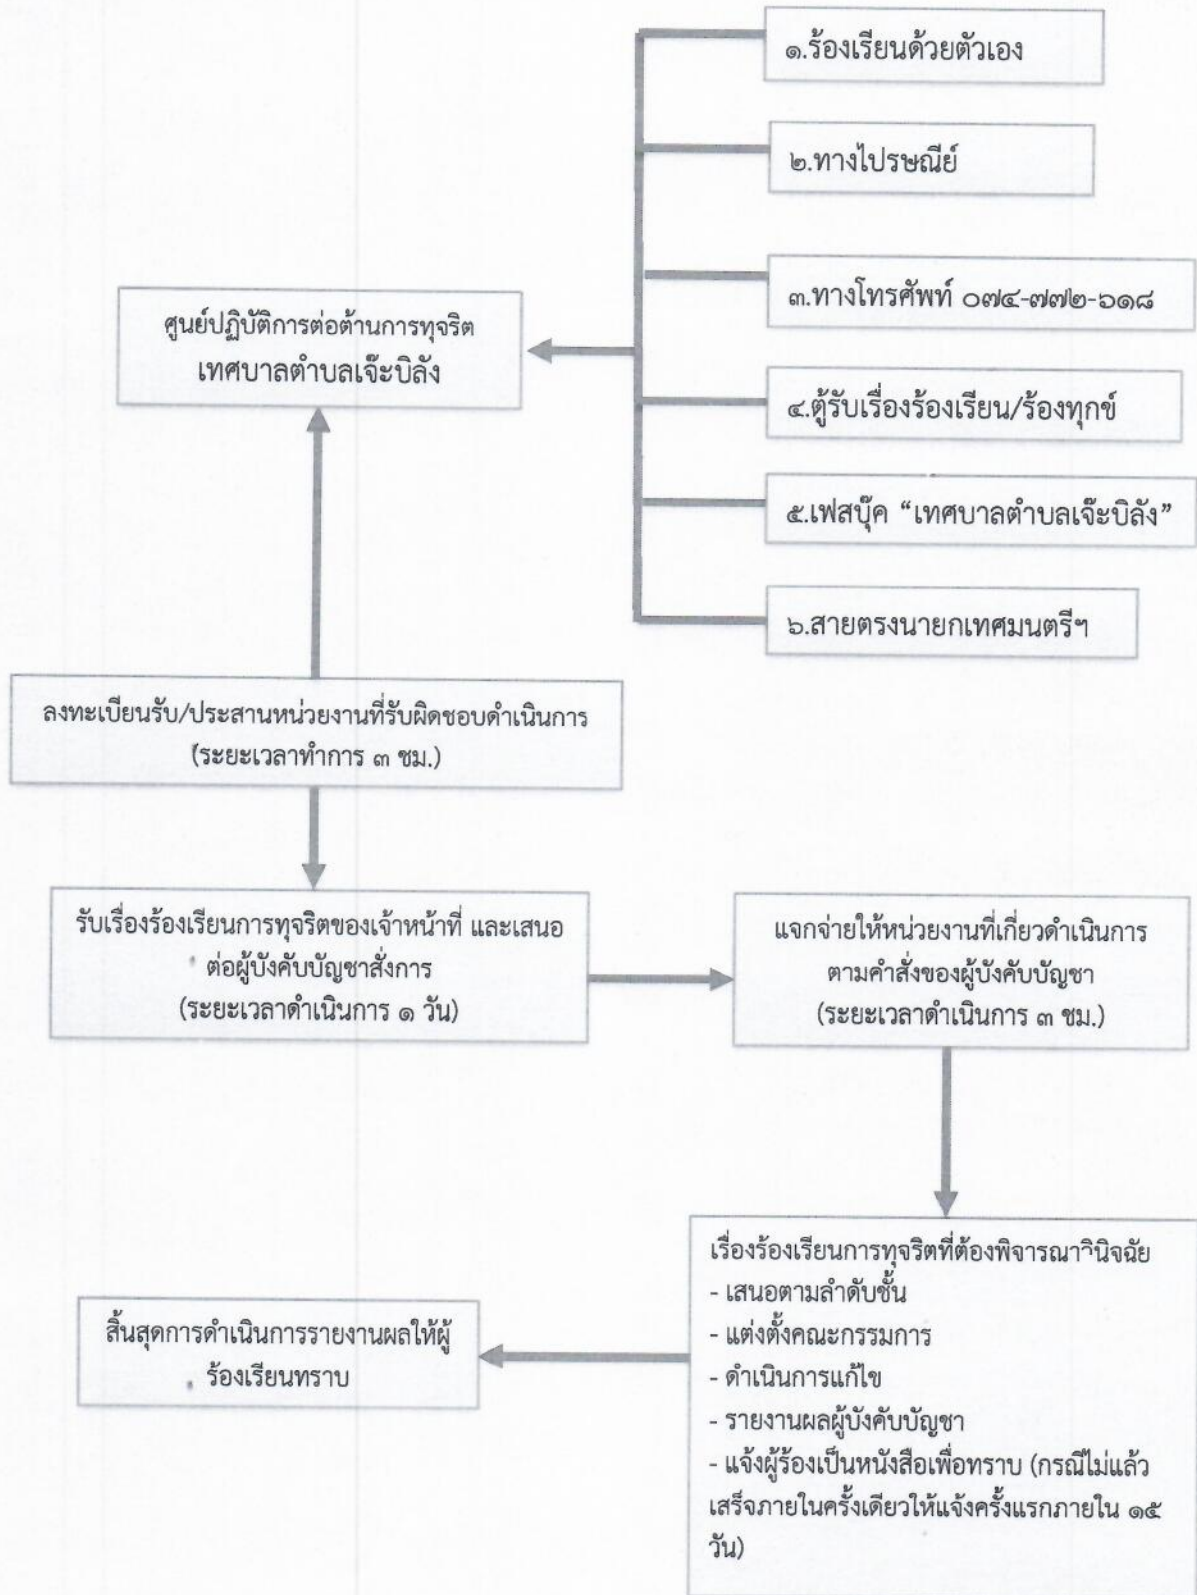 ๑.ร้องเรียนด้วยตัวเอง
๒.ทางไปรษณีย์
๓.ทางโทรศัพท์ ๐๗๔-๗๗๒-๖๑๘
๔.ตู้รับเรื่องร้องเรียน/ร้องทุกข์
๕.เฟสบุ๊ค “เทศบาลตำบลเจ๊ะบิลัง”
๖.สายตรงนายกเทศมนตรีฯ
ศูนย์ปฏิบัติการต่อต้านการทุจริต
เทศบาลตำบลเจ๊ะบิลัง
ลงทะเบียนรับ/ประสานหน่วยงานที่รับผิดชอบดำเนินการ
(ระยะเวลาทำการ ๓ ชม.)
รับเรื่องร้องเรียนการทุจริตของเจ้าหน้าที่ และเสนอ
ต่อผู้บังคับบัญชาสั่งการ
(ระยะเวลาดำเนินการ ๑ วัน)
แจกจ่ายให้หน่วยงานที่เกี่ยวดำเนินการ
ตามคำสั่งของผู้บังคับบัญชา
(ระยะเวลาดำเนินการ ๓ ชม.)
เรื่องร้องเรียนการทุจริตที่ต้องพิจารณาวินิจฉัย
- เสนอตามลำดับชั้น
- แต่งตั้งคณะกรรมการ
- ดำเนินการแก้ไข
- รายงานผลผู้บังคับบัญชา
- แจ้งผู้ร้องเป็นหนังสือเพื่อทราบ (กรณีไม่แล้ว
เสร็จภายในครั้งเดียวให้แจ้งครั้งแรกภายใน ๑๕
วัน)
สิ้นสุดการดำเนินการรายงานผลให้ผู้
ร้องเรียนทราบ